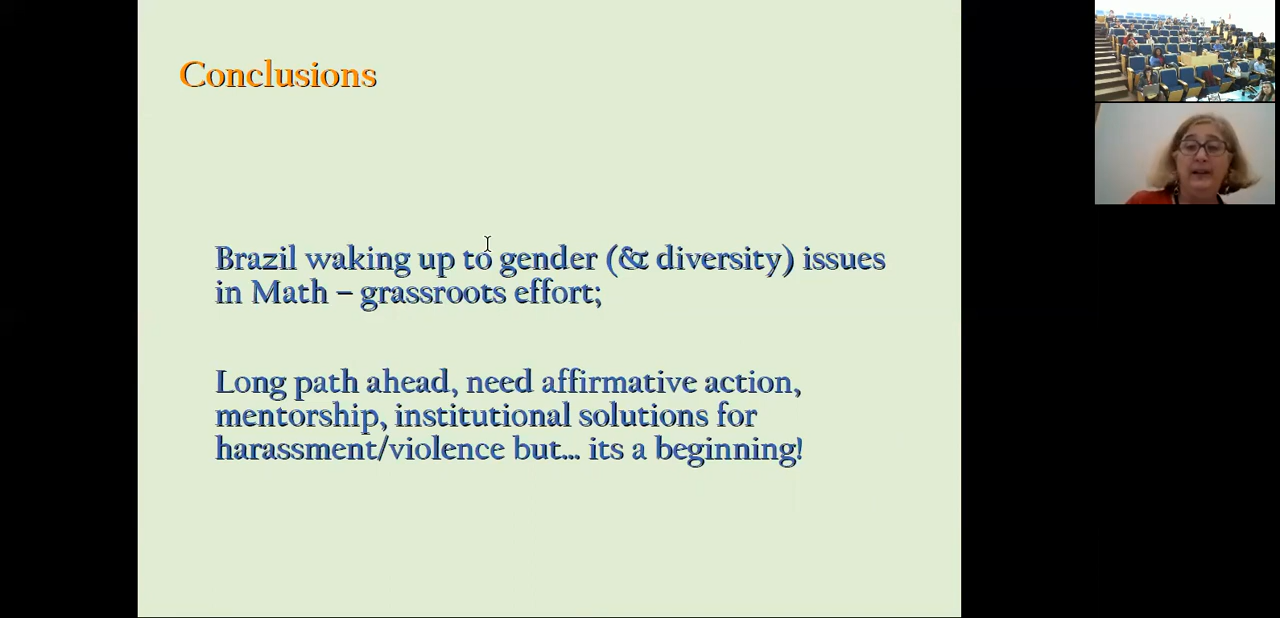 Conclusions
Brazil waking up to gender (& diversity) issues
in Math – grassroots effort;
Long path ahead, need affirmative action,
mentorship, institutional solutions for
harassment/violence but... its a beginning!